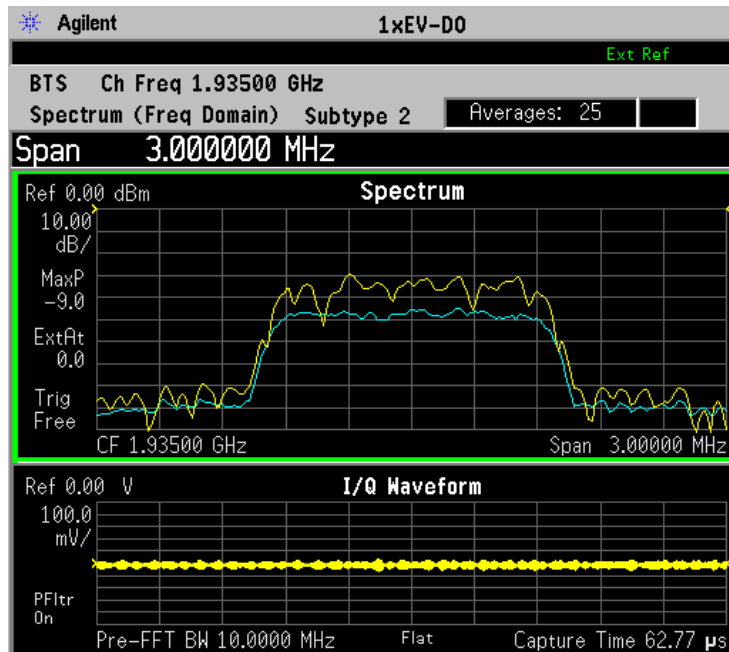 Agilent 1xEV-DO
Ext Ref
BTS Ch Freq 1.93500 GHz
Spectrum (Freq Domain) Subtype 2 Averages: 25
Span 3.000000 MHz
Ref 0.00 dBm Spectrum
10.00
dB/
MaxP
-9.0
ExtAt
0.0
Trig
Free
CF 1.93500 GHz Span 3.00000 MHz
Ref 0.00 V I/Q Waveform
100.0
mV/
PFltr
On
Pre-FFT BW 10.0000 MHz Flat Capture Time 62.77 µs